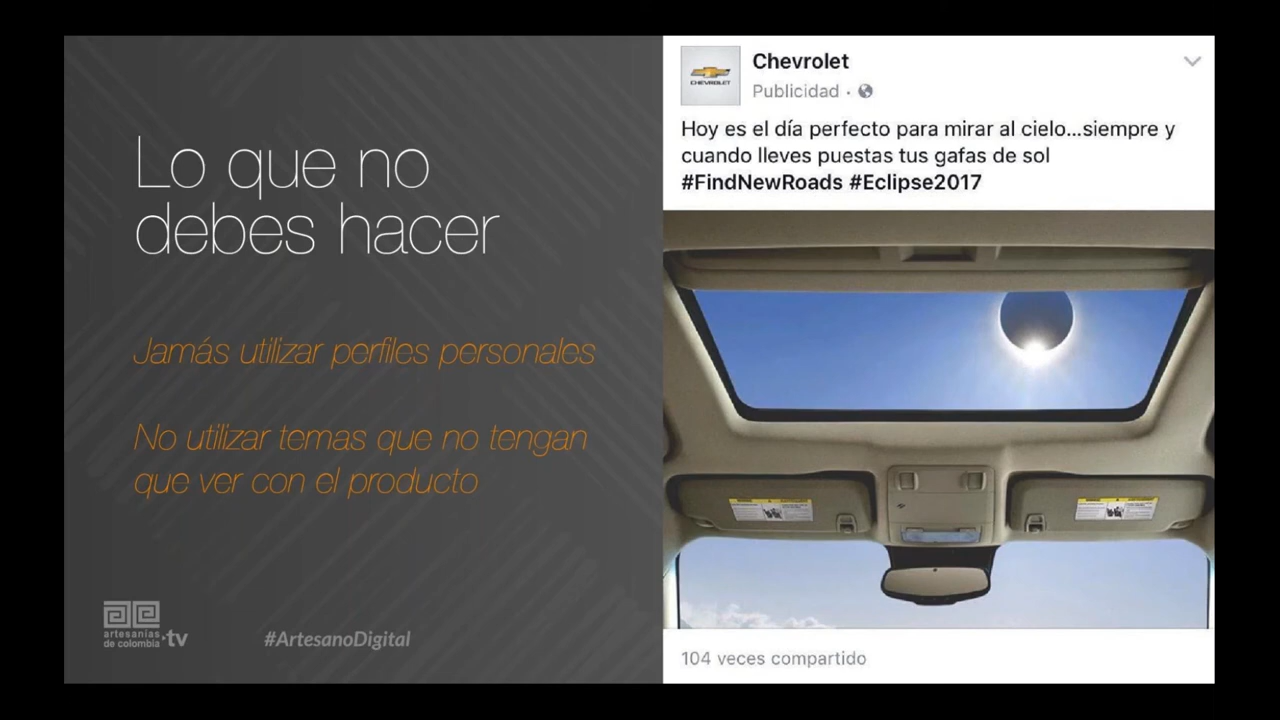 Lo que no
debes hacer
Jamás utilizar perfiles personales
No utilizar temas que no tengan
que ver con el producto
artesanías
de colombia
.tv
#ArtesanoDigital
CHEVROLET
Chevrolet
Publicidad ·
Hoy es el día perfecto para mirar al cielo...siempre y
cuando lleves puestas tus gafas de sol
#FindNewRoads #Eclipse2017
104 veces compartido